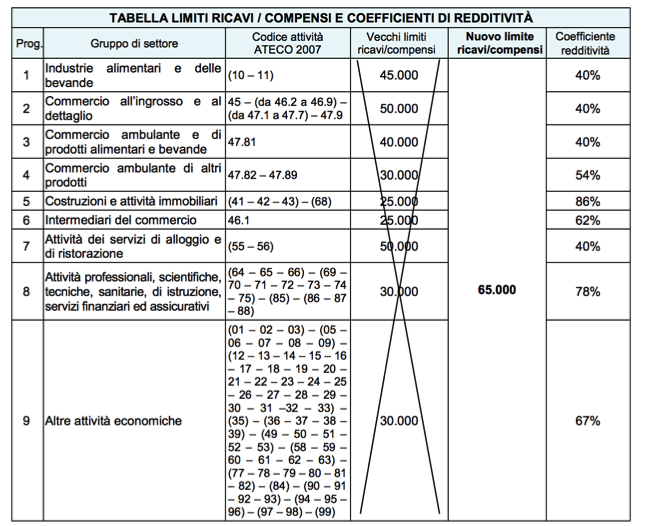 TABELLA LIMITI RICAVI / COMPENSI E COEFFICIENTI DI REDDITIVITÀ
Prog. Gruppo di settore Codice attività ATECO 2007 Vecchi limiti ricavi/compensi Nuovo limite ricavi/compensi Coefficiente redditività
1 Industrie alimentari e delle bevande (10 – 11) 45.000 40%
2 Commercio all'ingrosso e al dettaglio 45 – (da 46.2 a 46.9) – (da 47.1 a 47.7) – 47.9 50.000 40%
3 Commercio ambulante e di prodotti alimentari e bevande 47.81 40.000 40%
4 Commercio ambulante di altri prodotti 47.82 – 47.89 30.000 54%
5 Costruzioni e attività immobiliari (41 – 42 – 43) – (68) 25.000 86%
6 Intermediari del commercio 46.1 25.000 62%
7 Attività dei servizi di alloggio e di ristorazione (55 – 56) 50.000 40%
8 Attività professionali, scientifiche, tecniche, sanitarie, di istruzione, servizi finanziari ed assicurativi (64 – 65 – 66) – (69 – 70 – 71 – 72 – 73 – 74 – 75) – (85) – (86 – 87 – 88) 30.000 65.000 78%
9 Altre attività economiche (01 – 02 – 03) – (05 – 06 – 07 – 08 – 09) – (12 – 13 – 14 – 15 – 16 – 17 – 18 – 19 – 20 – 21 – 22 – 23 – 24 – 25 – 26 – 27 – 28 – 29 – 30 – 31 –32 – 33) – (35) – (36 – 37 – 38 – 39) – (49 – 50 – 51 – 52 – 53) – (58 – 59 – 60 – 61 – 62 – 63) – (77 – 78 – 79 – 80 – 81 – 82) – (84) – (90 – 91 – 92 – 93) – (94 – 95 – 96) – (97 – 98) – (99) 30.000 67%